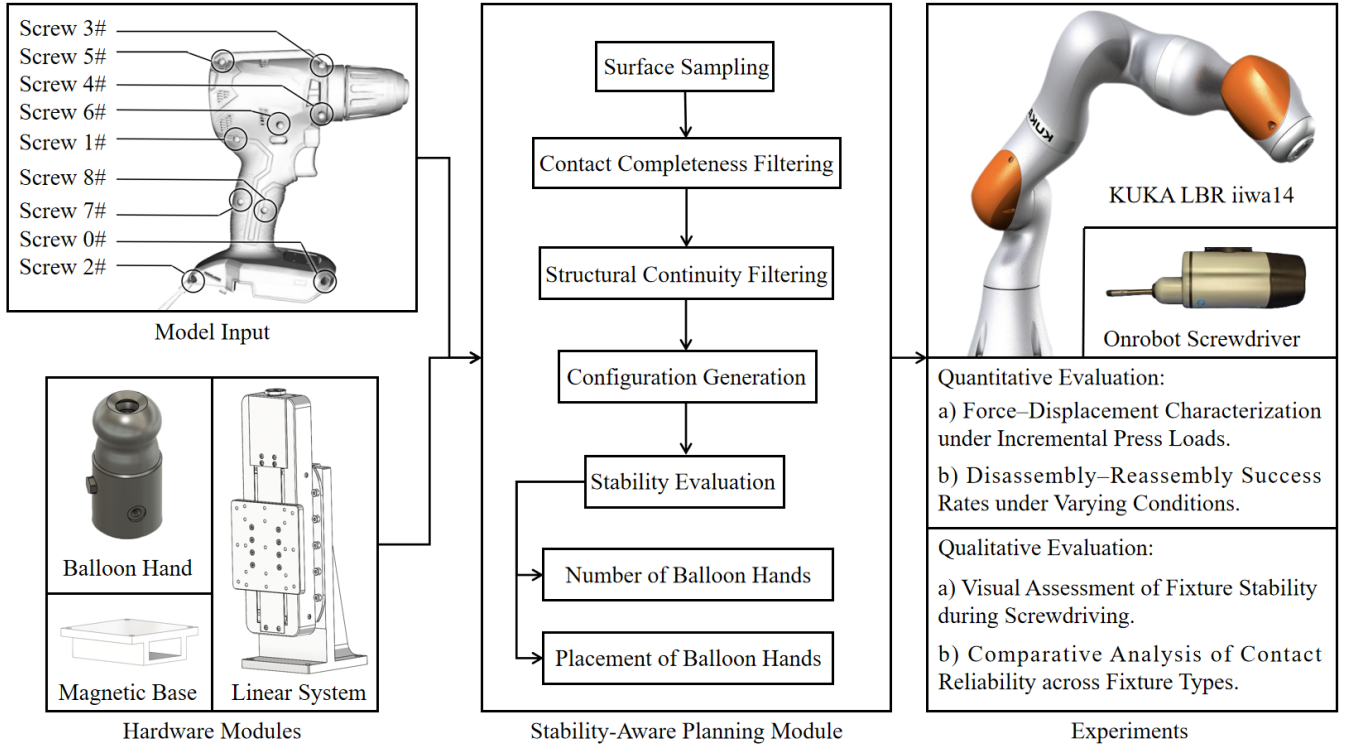 Screw 3#
Screw 5#
Screw 4#
Screw 6#
Screw 1#
Screw 8#
Screw 7#
Screw 0#
Screw 2#
Model Input
Balloon Hand
Magnetic Base
Linear System
Hardware Modules
Surface Sampling
Contact Completeness Filtering
Structural Continuity Filtering
Configuration Generation
Stability Evaluation
Number of Balloon Hands
Placement of Balloon Hands
Stability-Aware Planning Module
KUKA
KUKA LBR iiwa14
Onrobot Screwdriver
Quantitative Evaluation:
a) Force–Displacement Characterization
under Incremental Press Loads.
b) Disassembly–Reassembly Success
Rates under Varying Conditions.
Qualitative Evaluation:
a) Visual Assessment of Fixture Stability
during Screwdriving.
b) Comparative Analysis of Contact
Reliability across Fixture Types.
Experiments